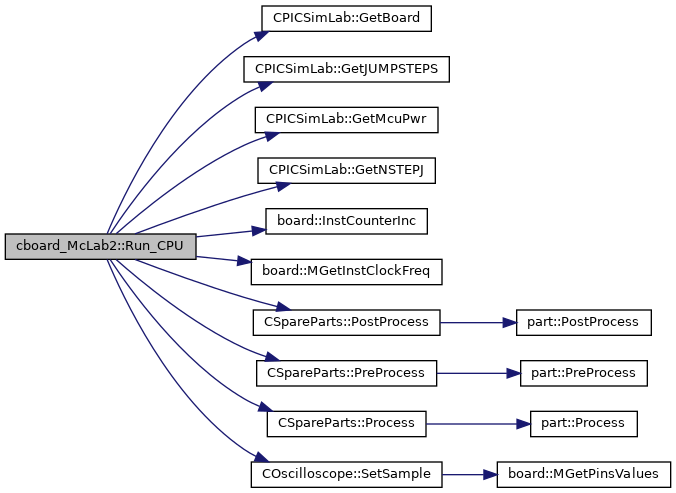 CPICSimLab::GetBoard
CPICSimLab::GetJUMPSTEPS
CPICSimLab::GetMcuPwr
CPICSimLab::GetNSTEPJ
board::InstCounterInc
cboard_McLab2::Run_CPU
board::MGetInstClockFreq
CSpareParts::PostProcess
part::PostProcess
CSpareParts::PreProcess
part::PreProcess
CSpareParts::Process
part::Process
COscilloscope::SetSample
board::MGetPinsValues